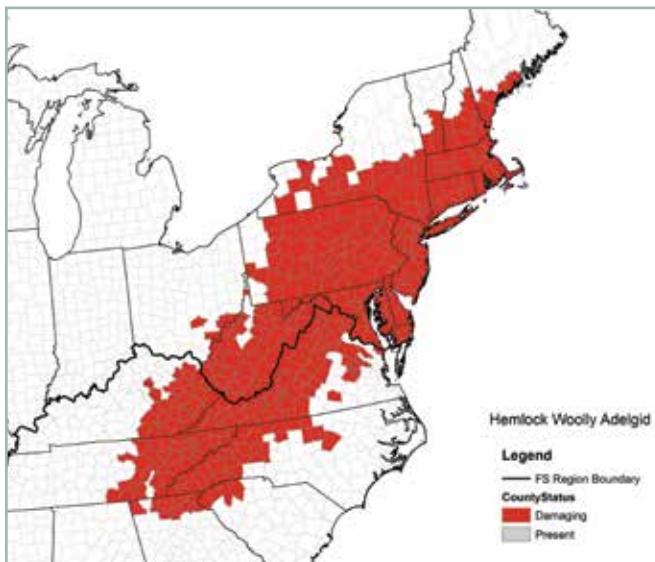 Hemlock Woolly Adelgid
Legend
FS Region Boundary
CountyStatus
Damaging
Present